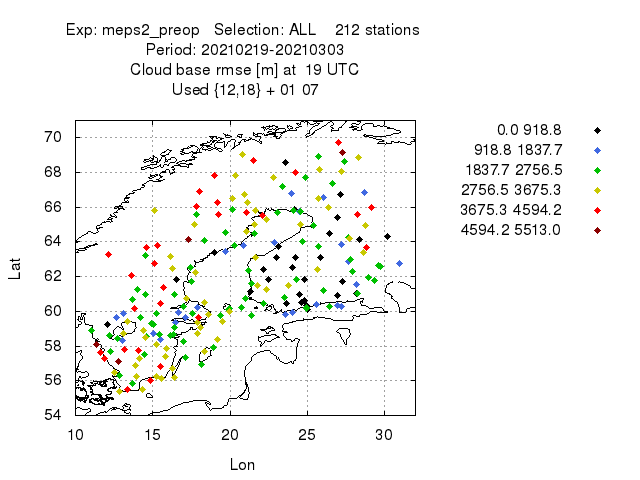 Exp: meps2_preop   Selection: ALL    212 stations
Period: 20210219-20210303
Cloud base rmse [m] at  19 UTC
Used {12,18} + 01 07
0.0 918.8
918.8 1837.7
1837.7 2756.5
2756.5 3675.3
3675.3 4594.2
4594.2 5513.0
70
68
66
64
62
60
58
56
54
Lat
10 15 20 25 30
Lon